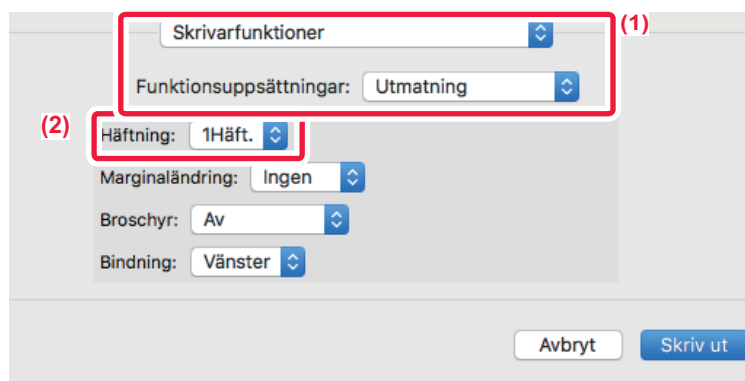 Skrivarfunktioner
(1)
Funktionsuppsättningar: Utmatning
(2)
Häftning: 1Häft.
Marginaländring: Ingen
Broschyr: Av
Bindning: Vänster
Avbryt Skriv ut